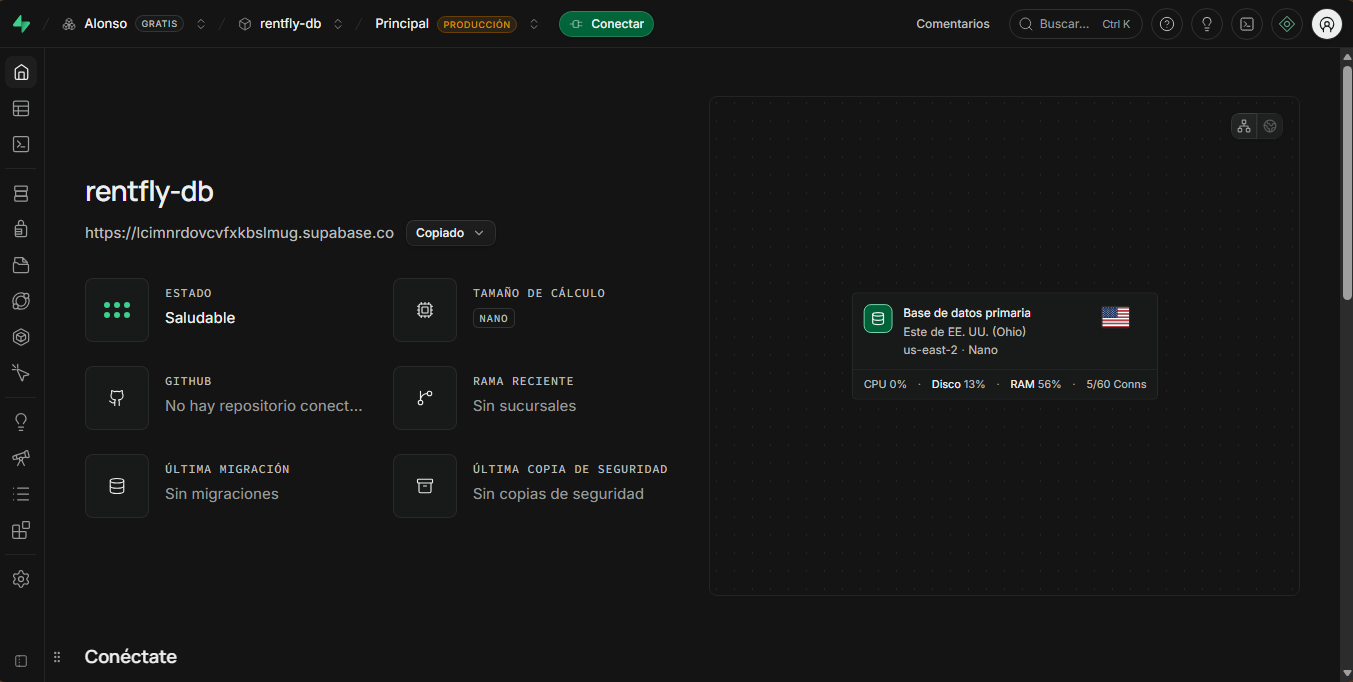 Alonso GRATIS rentfly-db Principal PRODUCCIÓN Conectar Comentarios Buscar... Ctrl K
rentfly-db
https://lcimnrdovcvfxkbslmug.supabase.co Copiado
ESTADO
Saludable
TAMAÑO DE CÁLCULO
NANO
GITHUB
No hay repositorio conect...
RAMA RECIENTE
Sin sucursales
ÚLTIMA MIGRACIÓN
Sin migraciones
ÚLTIMA COPIA DE SEGURIDAD
Sin copias de seguridad
Base de datos primaria
Este de EE. UU. (Ohio)
us-east-2 · Nano
CPU 0% · Disco 13% · RAM 56% · 5/60 Conns
Conéctate